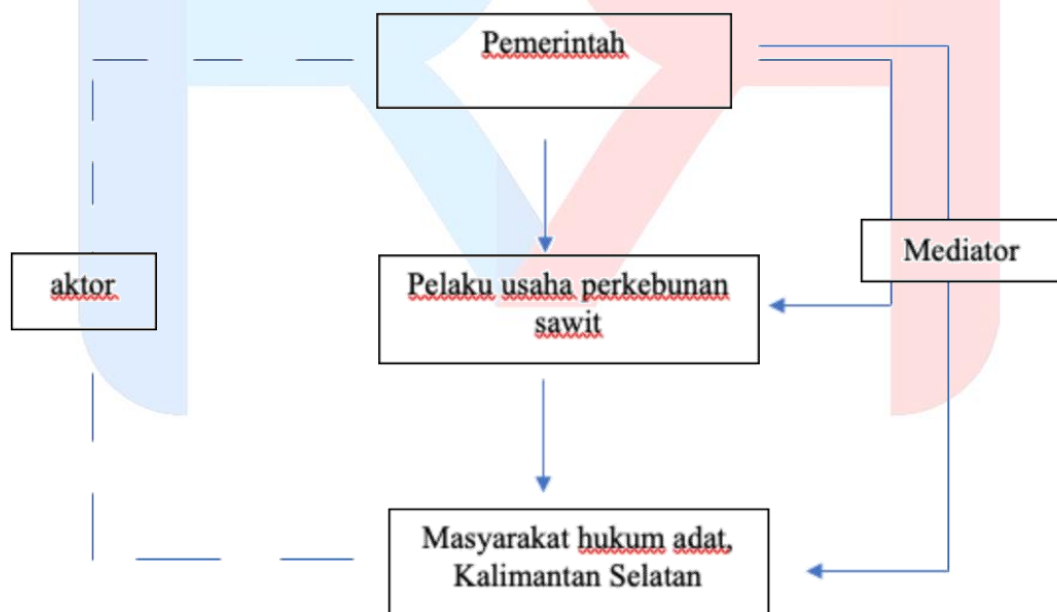 Pemerintah
aktor
Mediator
Pelaku usaha perkebunan
sawit
Masyarakat hukum adat,
Kalimantan Selatan